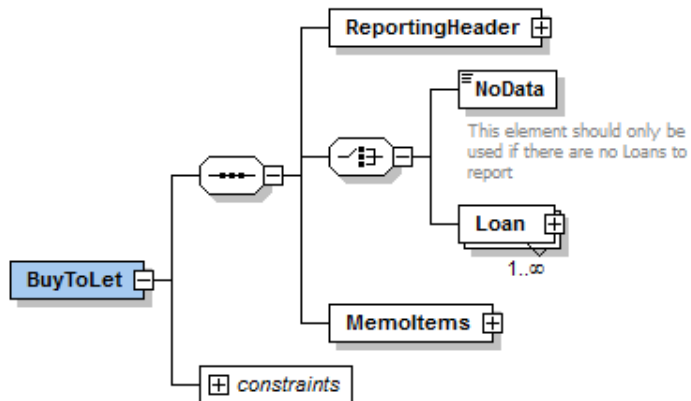 ReportingHeader
NoData
This element should only be
used if there are no Loans to
report
Loan
1..∞
BuyToLet
MemoItems
constraints